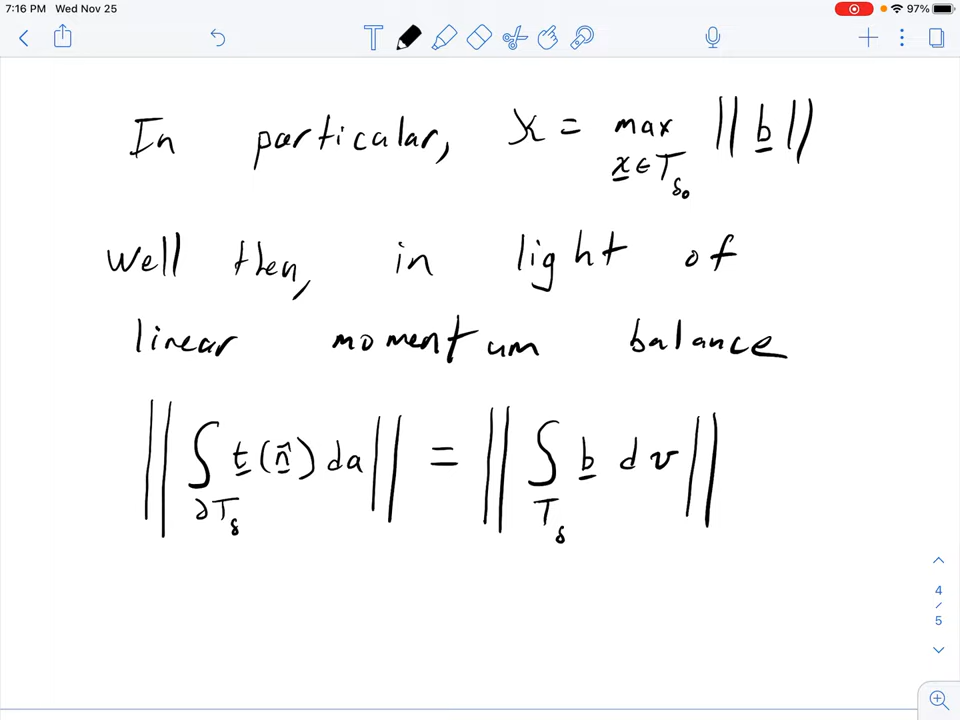 7:16 PM Wed Nov 25 97%
In particular, K = max ||b||
x ∈ T_δ₀
Well then, in light of
linear momentum balance
|| ∫_∂T_δ t(n̂) da || = || ∫_T_δ b dv ||
4
/
5